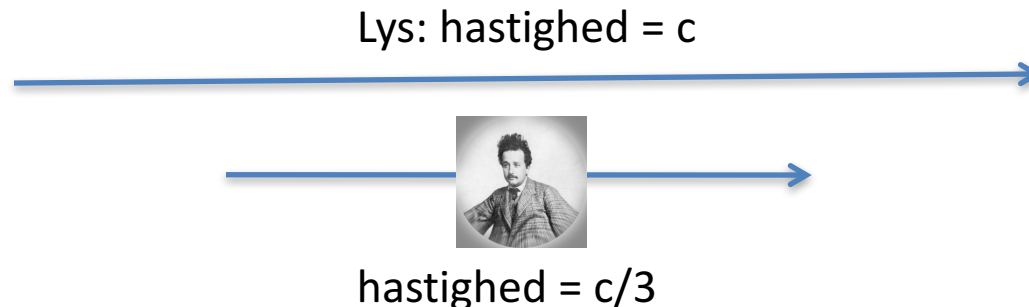 Lys: hastighed = c
hastighed = c/3